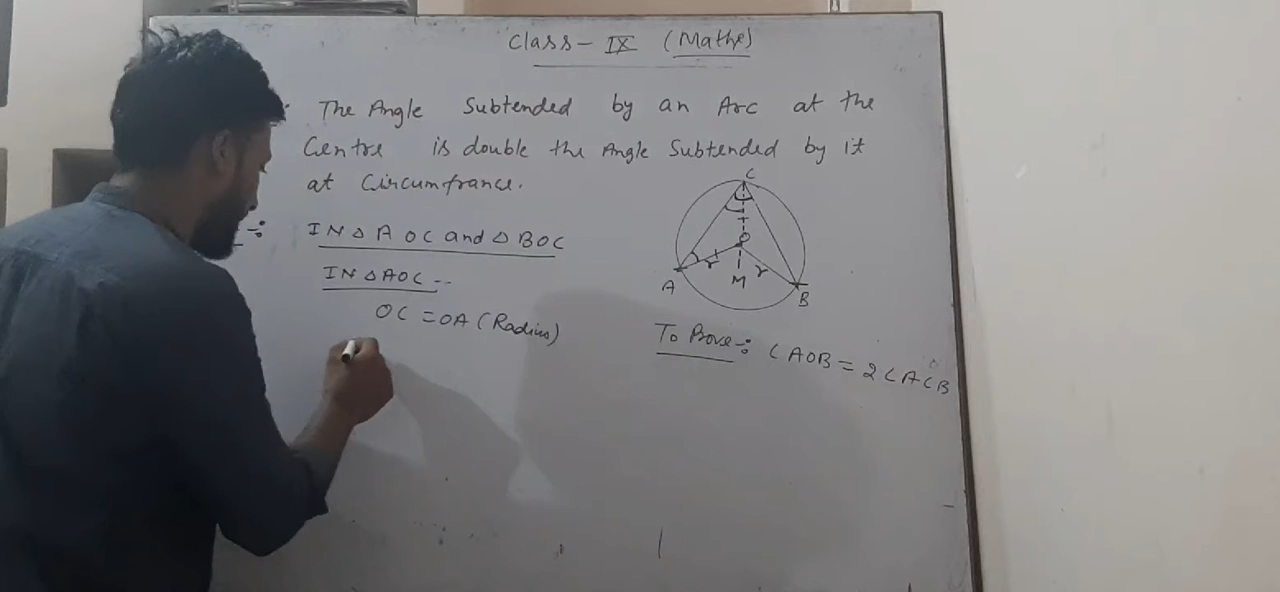 Class - IX (Maths)
The Angle Subtended by an Arc at the
Centre is double the Angle Subtended by it
at Circumfrance.
IN △ AOC and △ BOC
IN △ AOC --
OC = OA (Radius)
C
O
r
r
A
M
B
To Prove -: ∠AOB = 2∠ACB